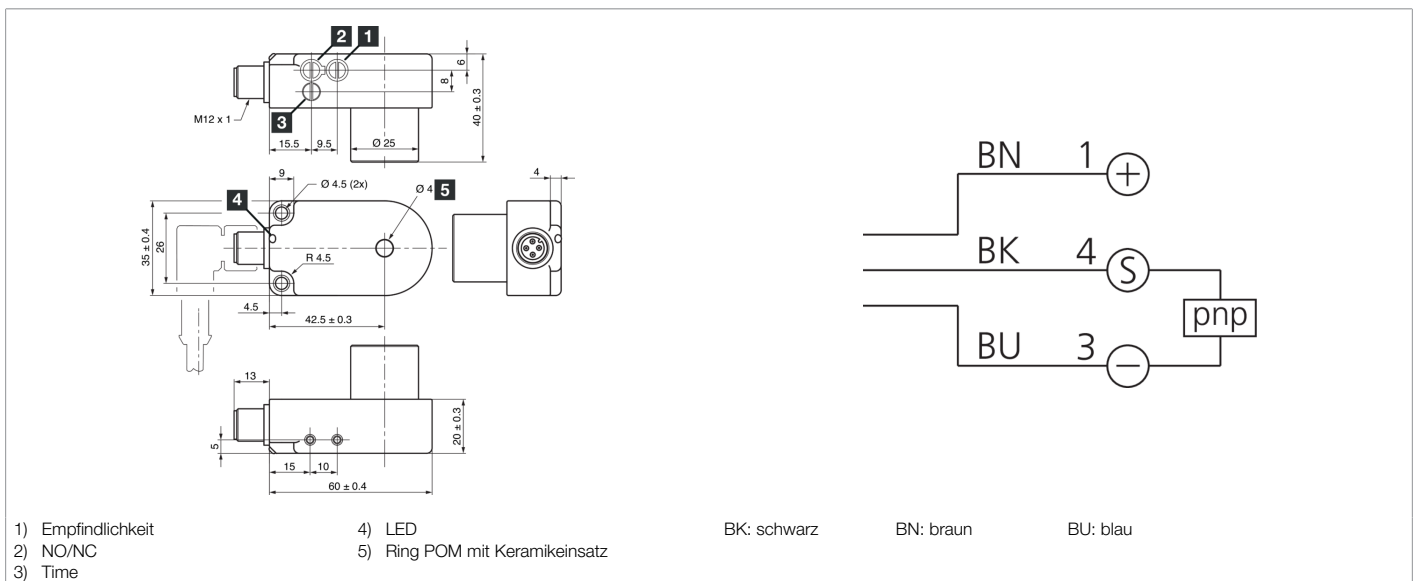 2 1
6
8
40 ± 0.3
M12 x 1
3
15.5 9.5 Ø 25
9
Ø 4.5 (2x)
Ø 4 5
4
4
35 ± 0.4
26
R 4.5
4.5
42.5 ± 0.3
13
5
20 ± 0.3
15 10
60 ± 0.4
BN 1 +
BK 4 S
pnp
BU 3 −
1) Empfindlichkeit
2) NO/NC
3) Time
4) LED
5) Ring POM mit Keramikeinsatz
BK: schwarz BN: braun BU: blau